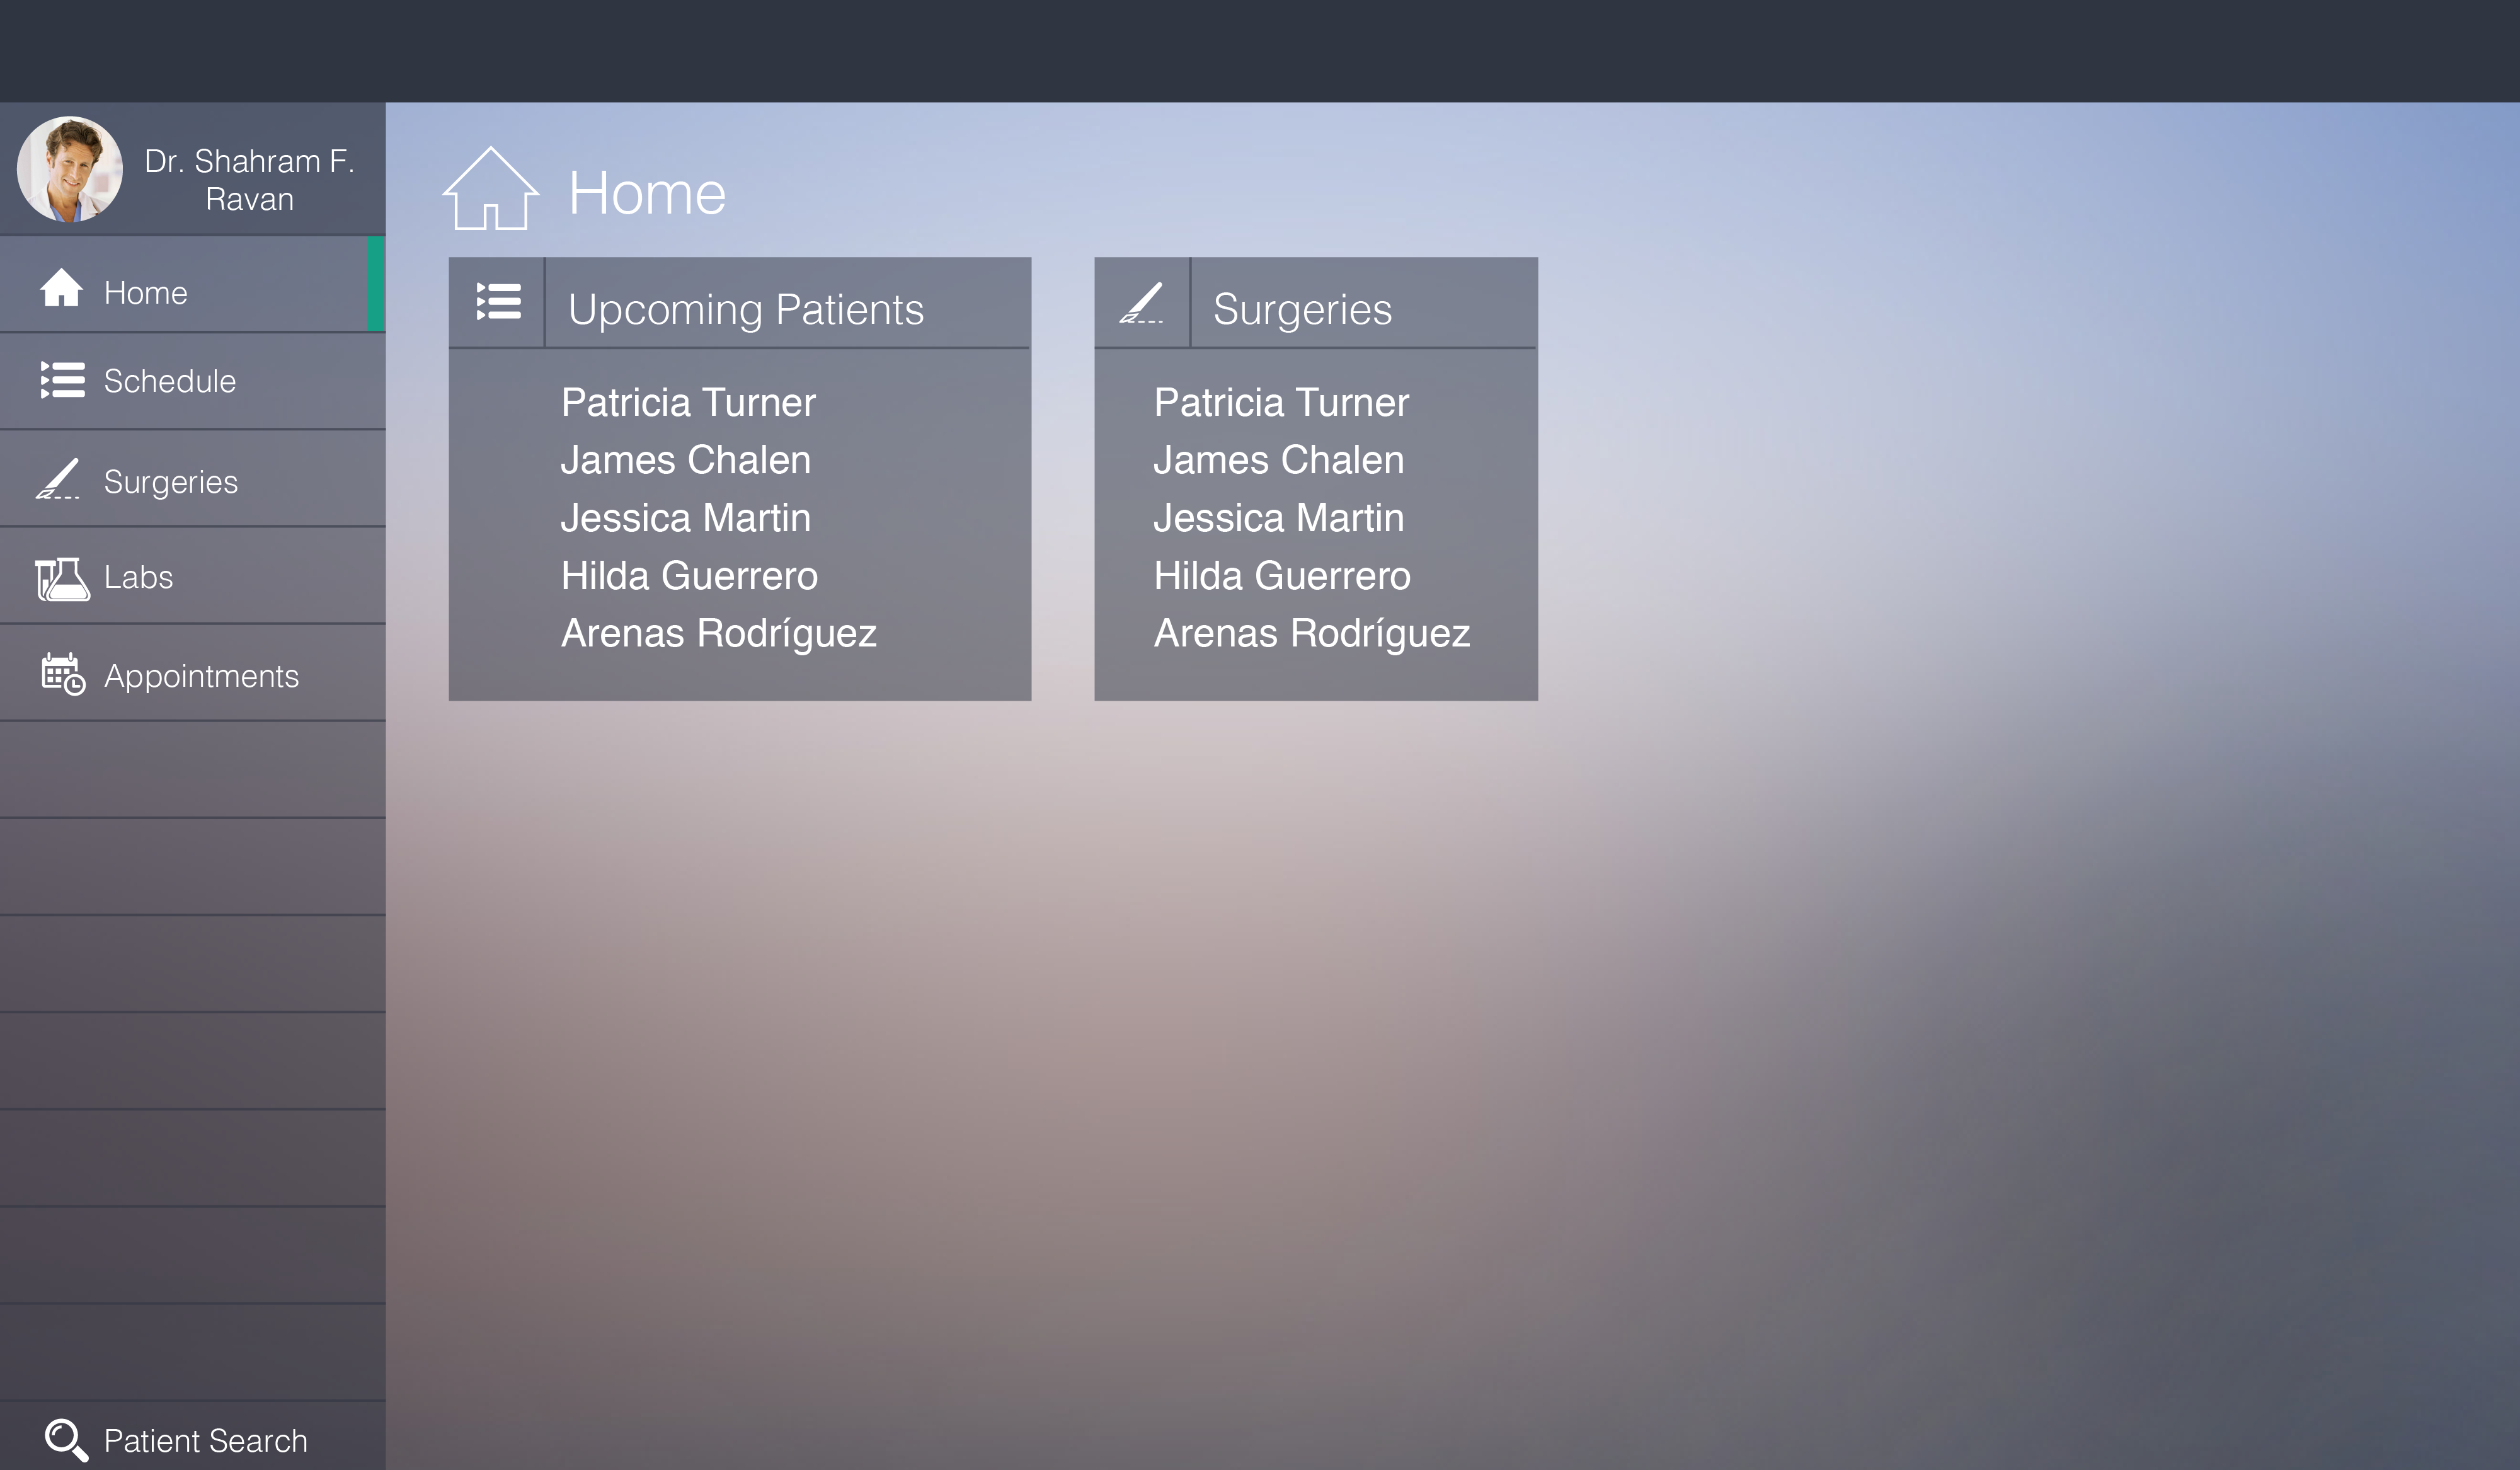 Dr. Shahram F.
Ravan
Home
Schedule
Surgeries
Labs
Appointments
Patient Search
Home
Upcoming Patients
Patricia Turner
James Chalen
Jessica Martin
Hilda Guerrero
Arenas Rodríguez
Surgeries
Patricia Turner
James Chalen
Jessica Martin
Hilda Guerrero
Arenas Rodríguez